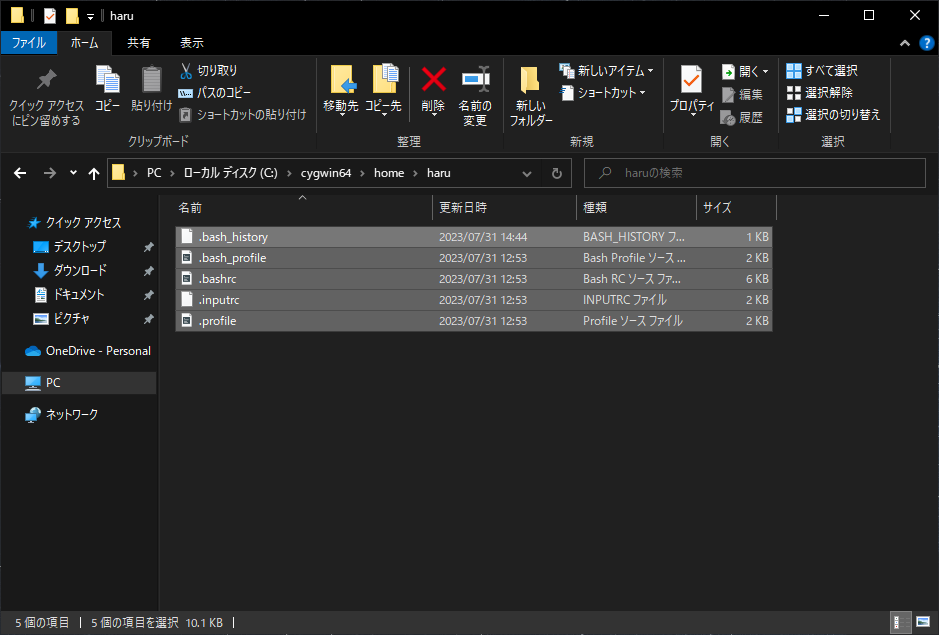 haru
ファイル ホーム 共有 表示
クイック アクセス
にピン留めする
コピー
貼り付け
切り取り
パスのコピー
ショートカットの貼り付け
クリップボード
移動先
コピー先
削除
名前の
変更
整理
新しい
フォルダー
新しいアイテム
ショートカット
新規
プロパティ
開く
編集
履歴
開く
すべて選択
選択解除
選択の切り替え
選択
PC › ローカル ディスク (C:) › cygwin64 › home › haru
haruの検索
クイック アクセス
デスクトップ
ダウンロード
ドキュメント
ピクチャ
OneDrive - Personal
PC
ネットワーク
名前 更新日時 種類 サイズ
.bash_history 2023/07/31 14:44 BASH_HISTORY フ... 1 KB
.bash_profile 2023/07/31 12:53 Bash Profile ソース ... 2 KB
.bashrc 2023/07/31 12:53 Bash RC ソース ファ... 6 KB
.inputrc 2023/07/31 12:53 INPUTRC ファイル 2 KB
.profile 2023/07/31 12:53 Profile ソース ファイル 2 KB
5 個の項目 | 5 個の項目を選択 10.1 KB |